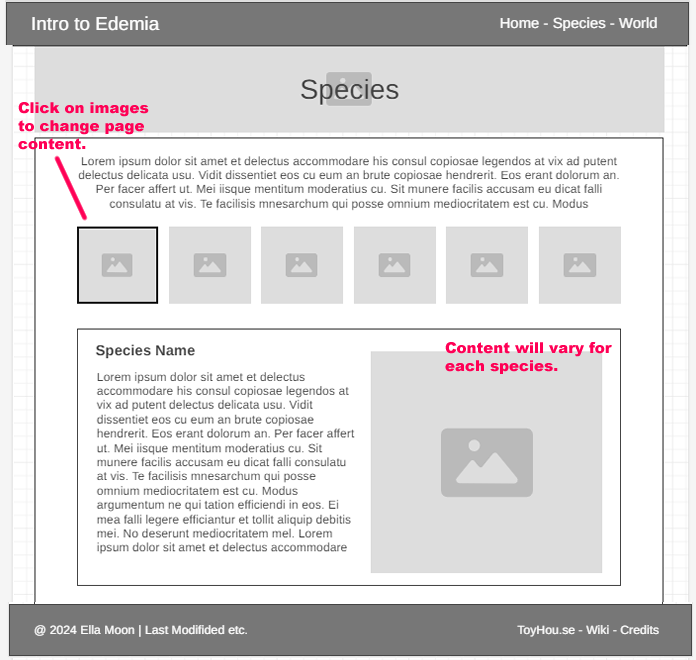 Intro to Edemia
Home - Species - World
Species
Click on images
to change page
content.
Lorem ipsum dolor sit amet et delectus accommodare his consul copiosae legendos at vix ad putent
delectus delicata usu. Vidit dissentiet eos cu eum an brute copiosae hendrerit. Eos erant dolorum an.
Per facer affert ut. Mei iisque mentitum moderatius cu. Sit munere facilis accusam eu dicat falli
consulatu at vis. Te facilisis mnesarchum qui posse omnium mediocritatem est cu. Modus
Species Name
Lorem ipsum dolor sit amet et delectus
accommodare his consul copiosae legendos at
vix ad putent delectus delicata usu. Vidit
dissentiet eos cu eum an brute copiosae
hendrerit. Eos erant dolorum an. Per facer affert
ut. Mei iisque mentitum moderatius cu. Sit
munere facilis accusam eu dicat falli consulatu
at vis. Te facilisis mnesarchum qui posse
omnium mediocritatem est cu. Modus
argumentum ne qui tation efficiendi in eos. Ei
mea falli legere efficiantur et tollit aliquip debitis
mei. No deserunt mediocritatem mel. Lorem
ipsum dolor sit amet et delectus accommodare
Content will vary for
each species.
@ 2024 Ella Moon | Last Modifided etc.
ToyHou.se - Wiki - Credits